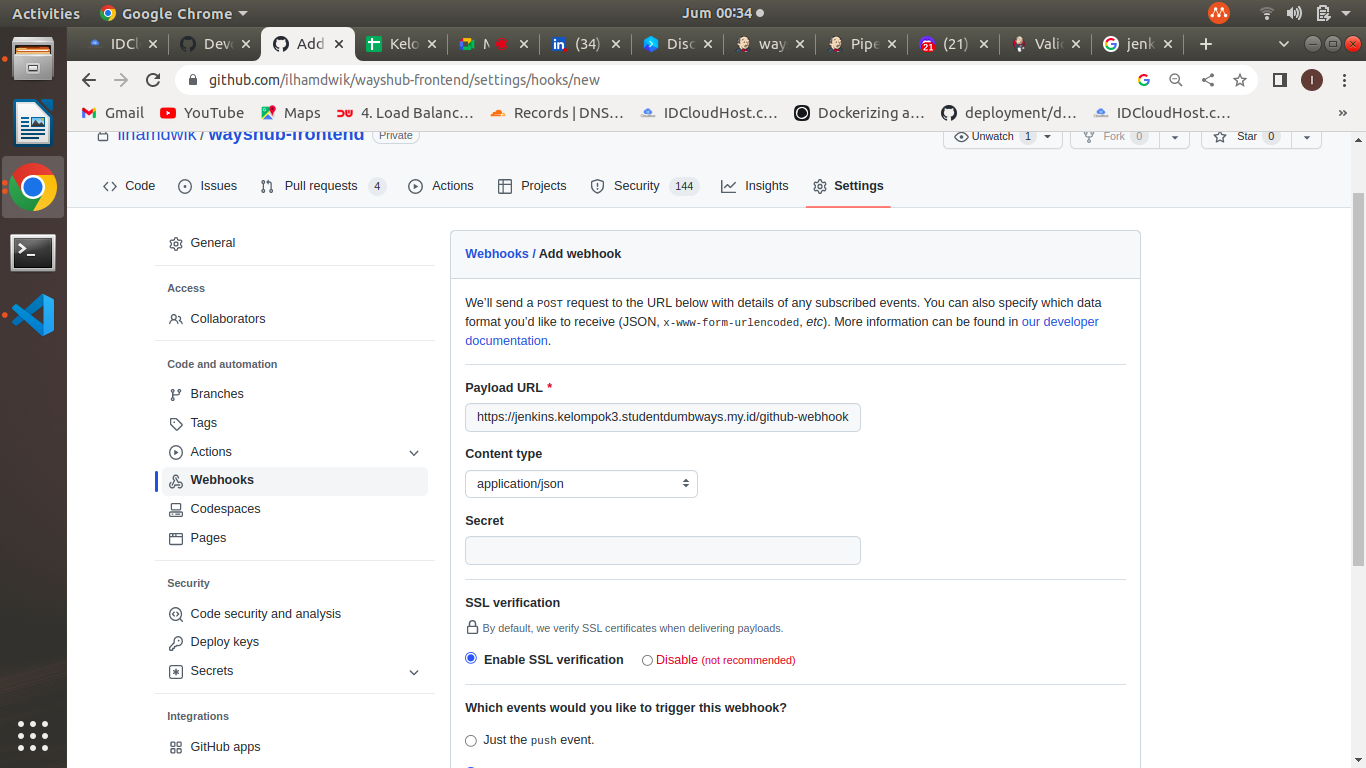 Activities Google Chrome Jum 00:34
IDCl Dev Add Kelo (34) Disc way Pipe (21) Vali jenk
github.com/ilhamdwik/wayshub-frontend/settings/hooks/new I
Gmail YouTube Maps 4. Load Balanc... Records | DNS... IDCloudHost.c... Dockerizing a... deployment/d... IDCloudHost.c... »
ilhamdwik / wayshub-frontend Private Unwatch 1 Fork 0 Star 0
Code Issues Pull requests 4 Actions Projects Security 144 Insights Settings
General
Access
Collaborators
Code and automation
Branches
Tags
Actions
Webhooks
Codespaces
Pages
Security
Code security and analysis
Deploy keys
Secrets
Integrations
GitHub apps
Webhooks / Add webhook
We'll send a POST request to the URL below with details of any subscribed events. You can also specify which data
format you'd like to receive (JSON, x-www-form-urlencoded, etc). More information can be found in our developer
documentation.
Payload URL *
https://jenkins.kelompok3.studentdumbways.my.id/github-webhook
Content type
application/json
Secret
SSL verification
By default, we verify SSL certificates when delivering payloads.
Enable SSL verification Disable (not recommended)
Which events would you like to trigger this webhook?
Just the push event.